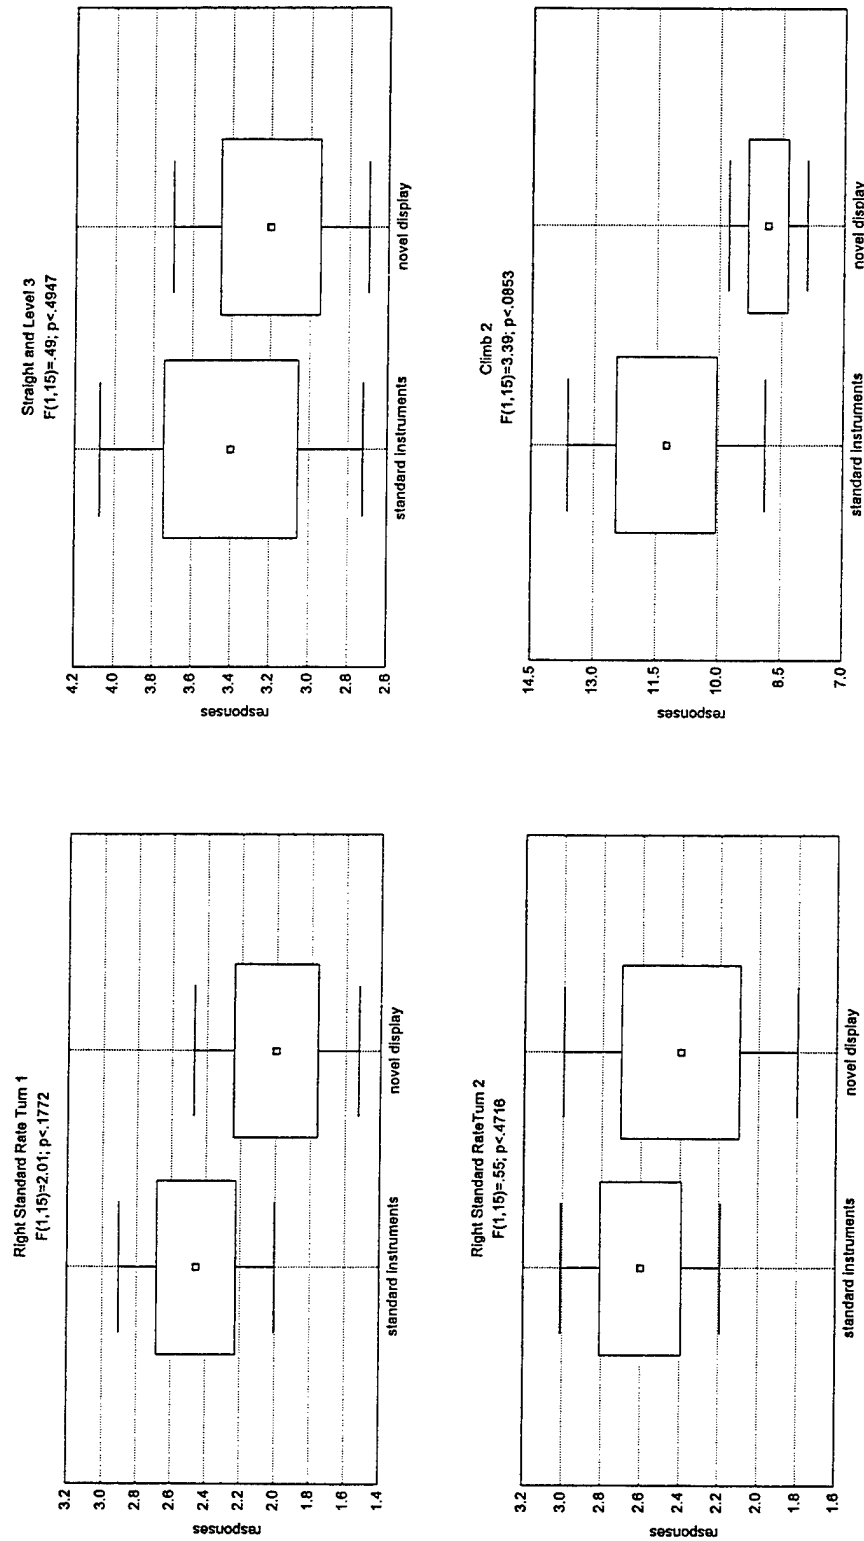 Right Standard Rate Turn 1
F(1,15)=2.01; p<.1772
responses
3.2
3.0
2.8
2.6
2.4
2.2
2.0
1.8
1.6
1.4
standard instruments
novel display
Straight and Level 3
F(1,15)=.49; p<.4947
responses
4.2
4.0
3.8
3.6
3.4
3.2
3.0
2.8
2.6
standard instruments
novel display
Right Standard RateTurn 2
F(1,15)=.55; p<.4716
responses
3.2
3.0
2.8
2.6
2.4
2.2
2.0
1.8
1.6
standard instruments
novel display
Climb 2
F(1,15)=3.39; p<.0853
responses
14.5
13.0
11.5
10.0
8.5
7.0
standard instruments
novel display